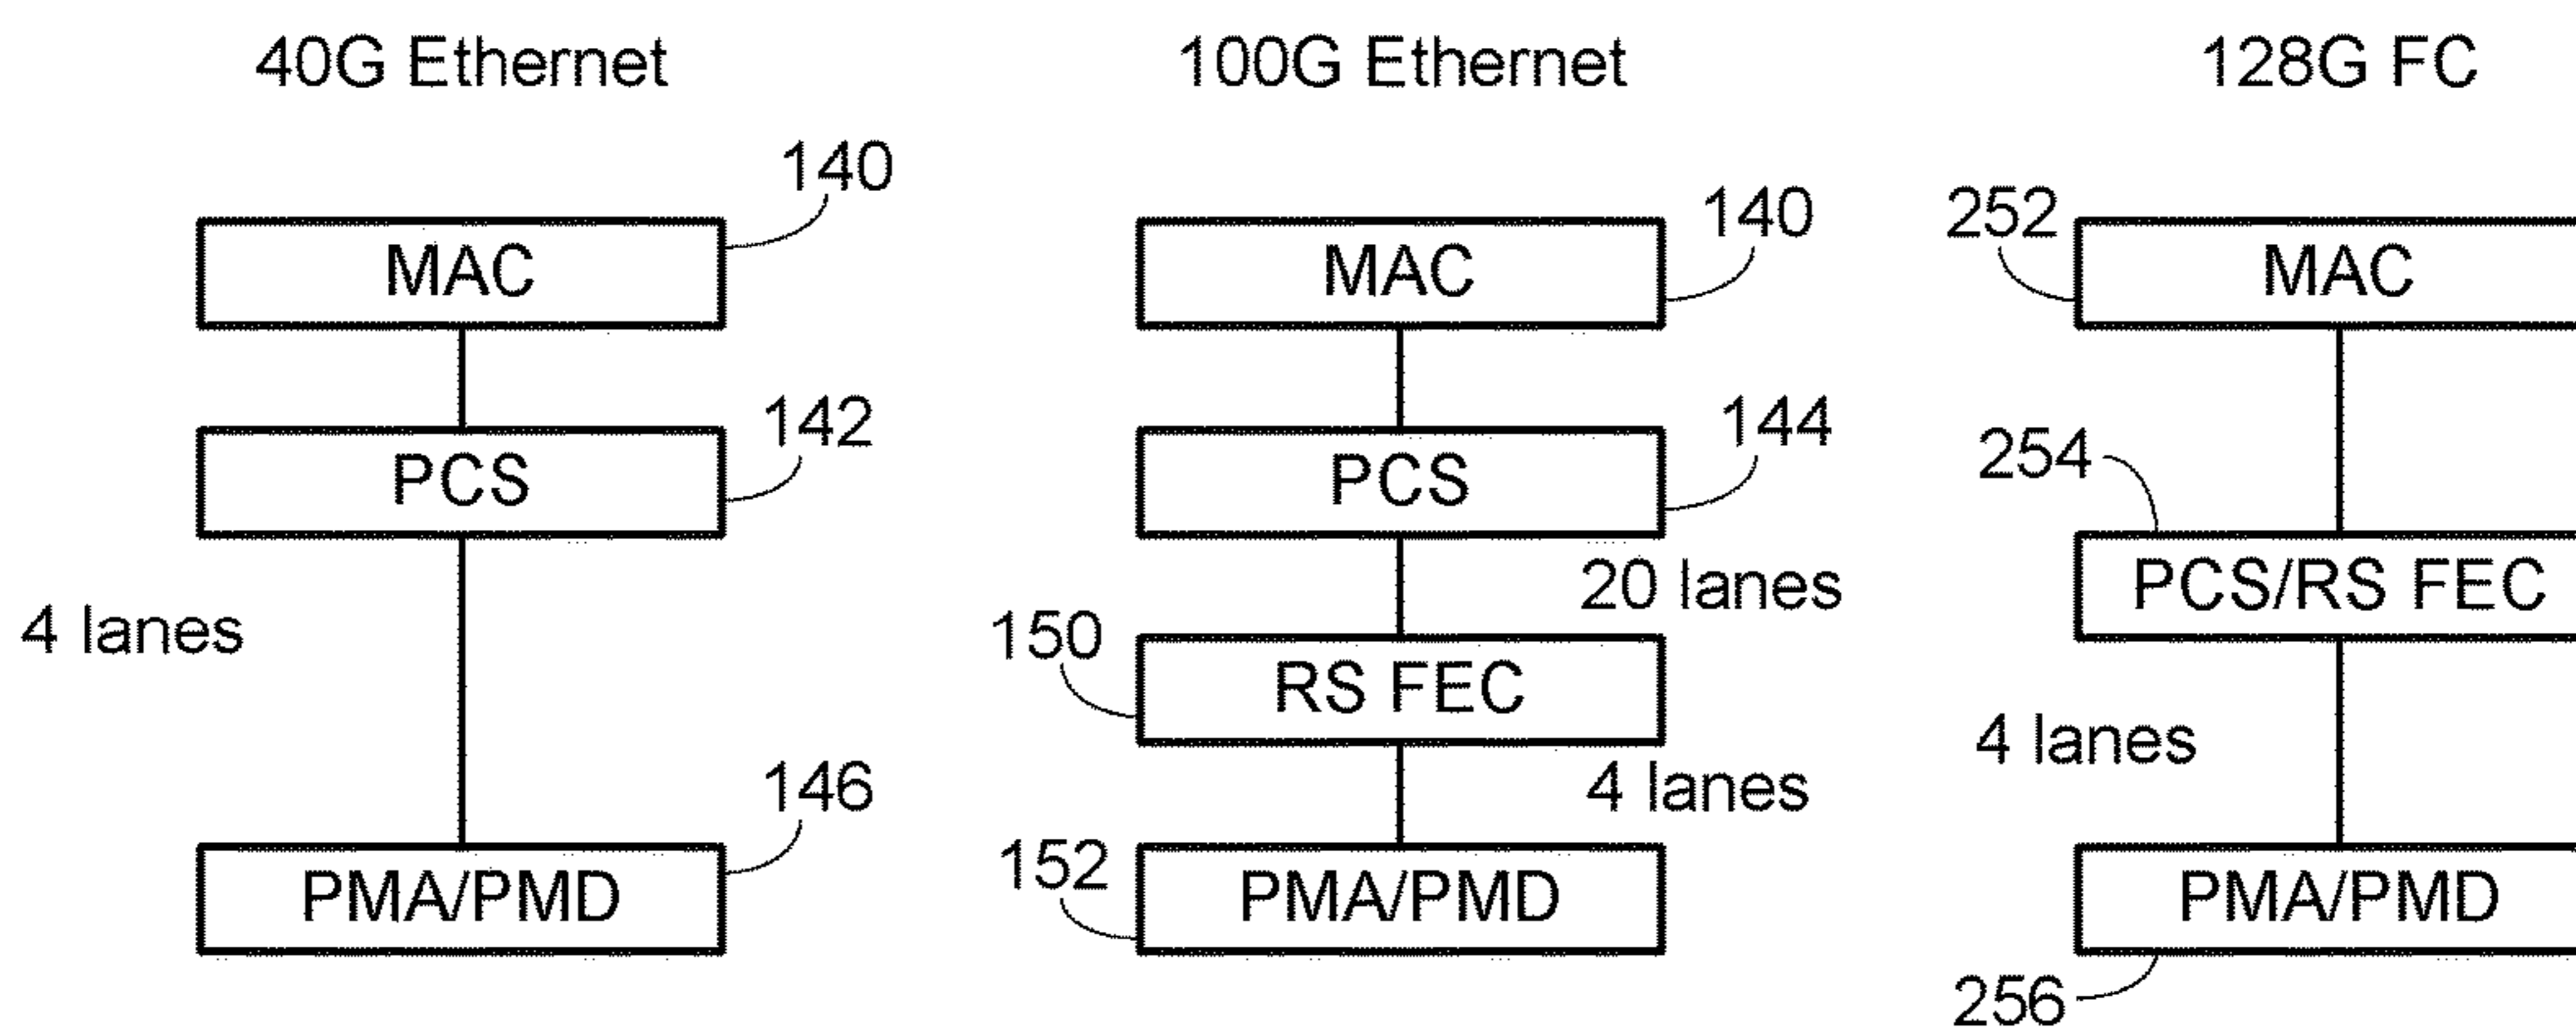 40G Ethernet
140
MAC
142
PCS
4 lanes
146
PMA/PMD
100G Ethernet
140
MAC
144
PCS
20 lanes
150
RS FEC
4 lanes
152
PMA/PMD
128G FC
252
MAC
254
PCS/RS FEC
4 lanes
PMA/PMD
256